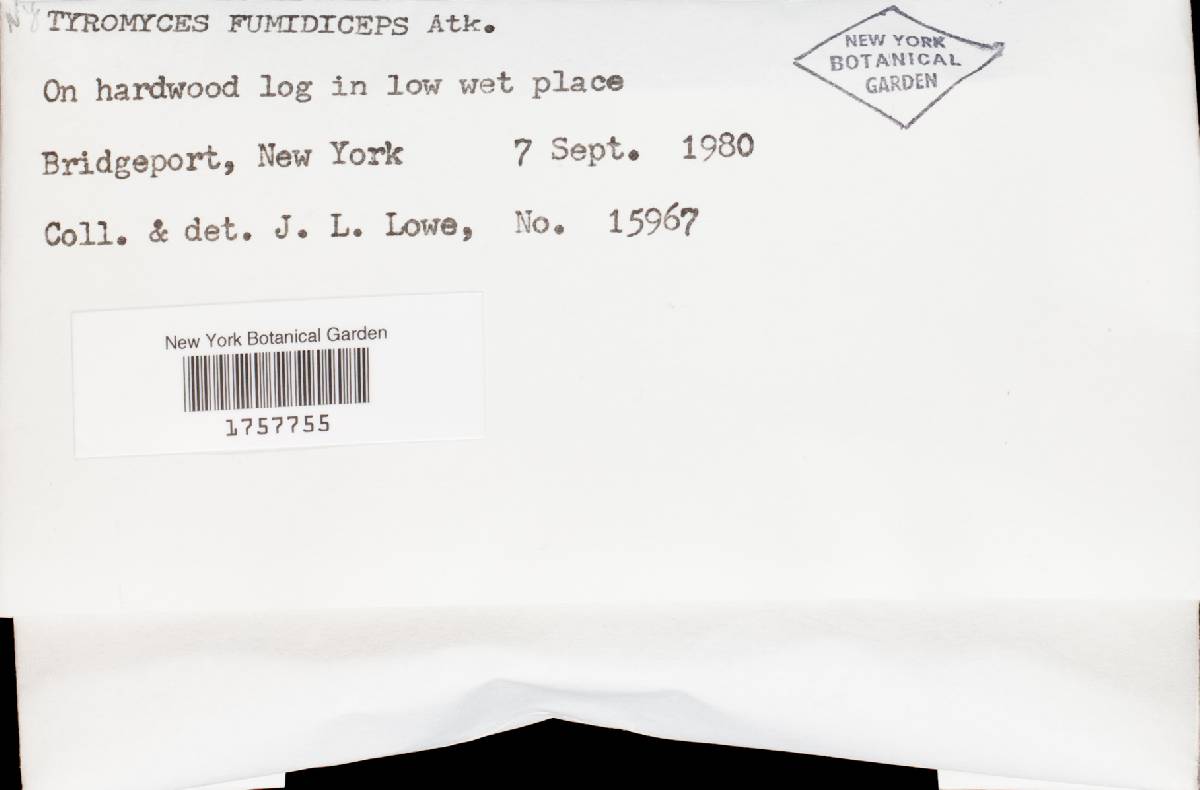 TYROMYCES FUMIDICEPS Atk.
On hardwood log in low wet place
Bridgeport, New York 7 Sept. 1980
Coll. & det. J. L. Lowe, No. 15967
NEW YORK
BOTANICAL
GARDEN
New York Botanical Garden
1757755